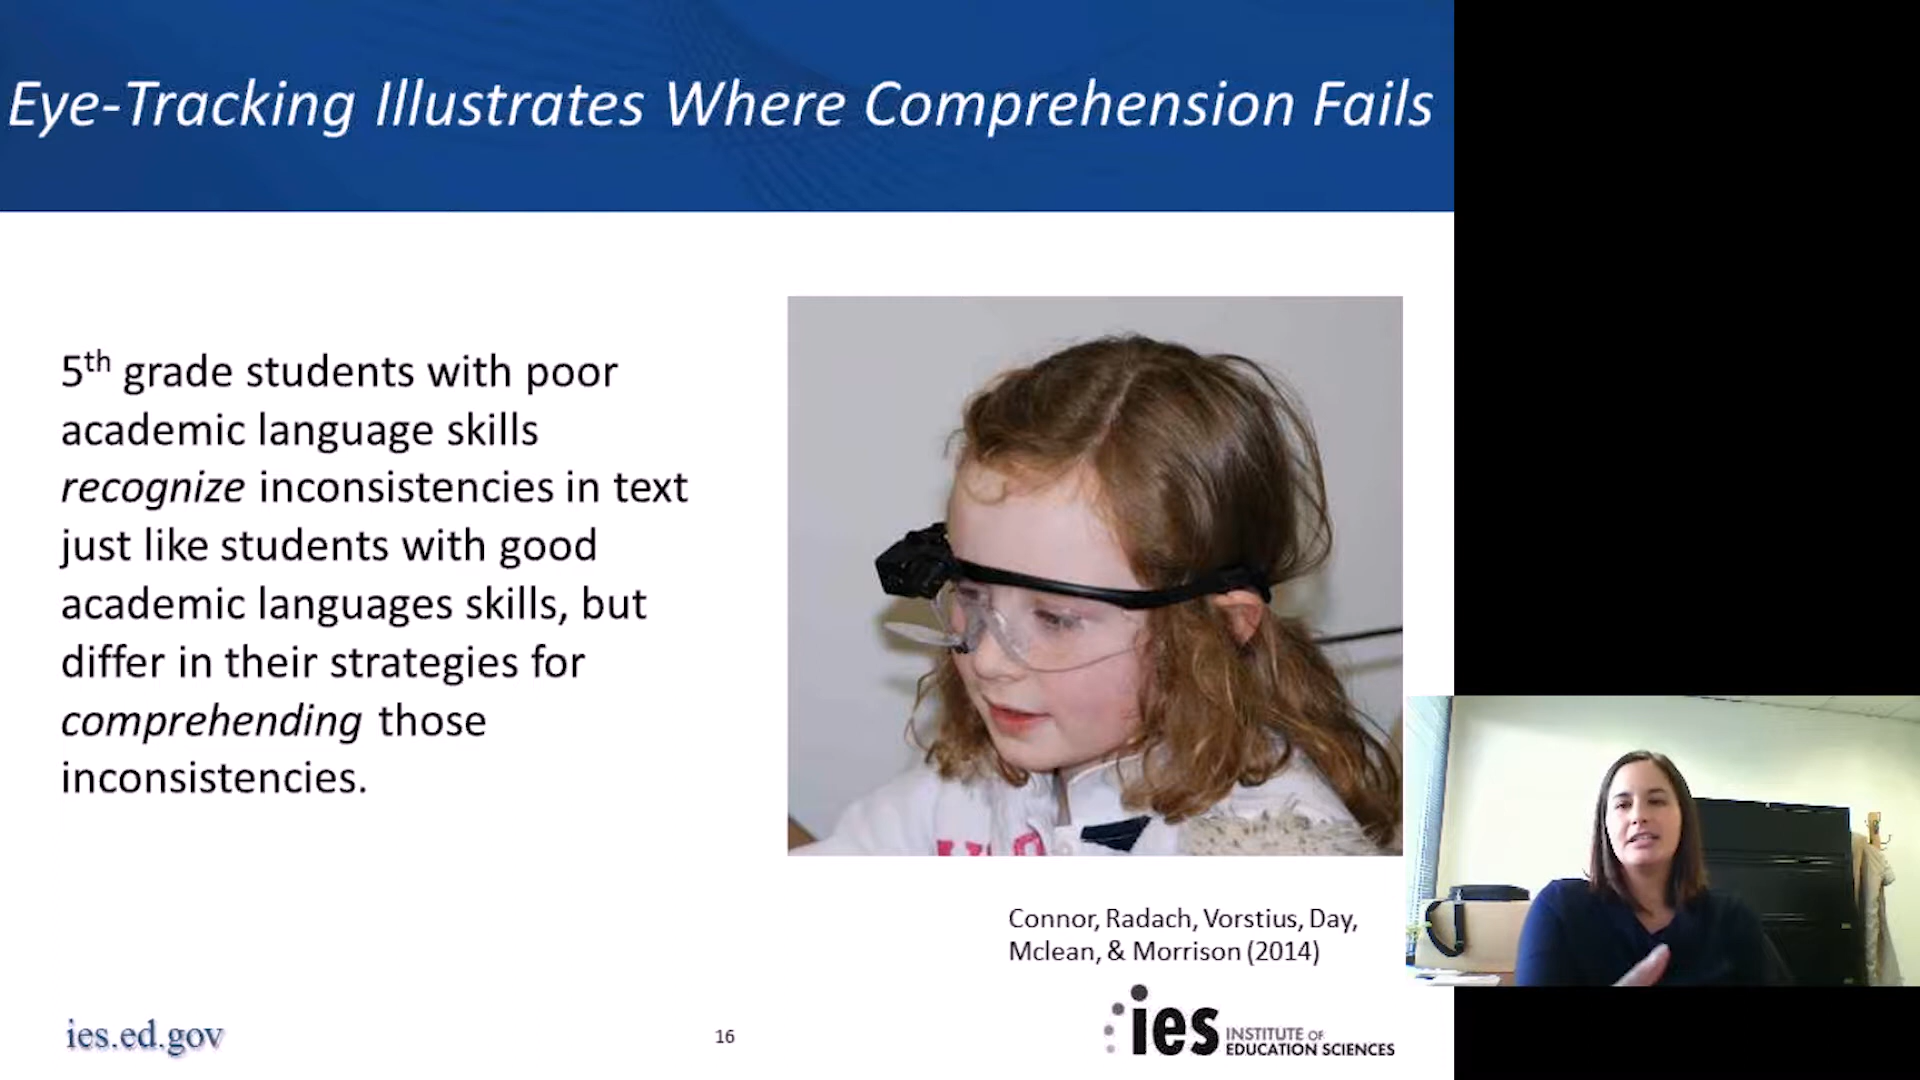 Eye-Tracking Illustrates Where Comprehension Fails
5th grade students with poor
academic language skills
recognize inconsistencies in text
just like students with good
academic languages skills, but
differ in their strategies for
comprehending those
inconsistencies.
Connor, Radach, Vorstius, Day,
Mclean, & Morrison (2014)
ies.ed.gov
16
ies INSTITUTE OF
EDUCATION SCIENCES